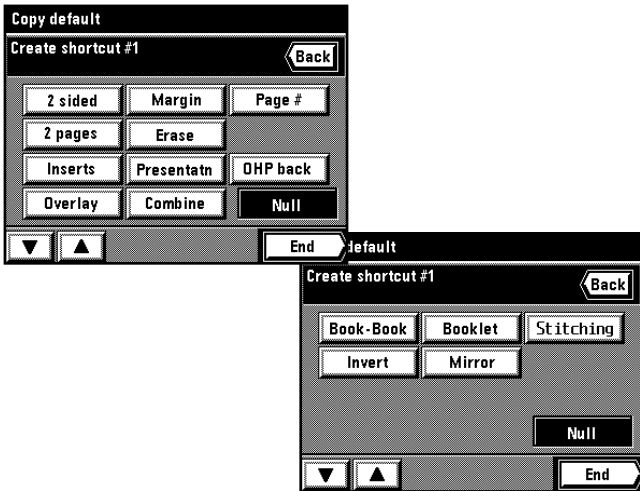 Copy default
Create shortcut #1
Back
2 sided Margin Page #
2 pages Erase
Inserts Presentatn OHP back
Overlay Combine Null
▼ ▲ End
default
Create shortcut #1
Back
Book-Book Booklet Stitching
Invert Mirror
Null
▼ ▲ End